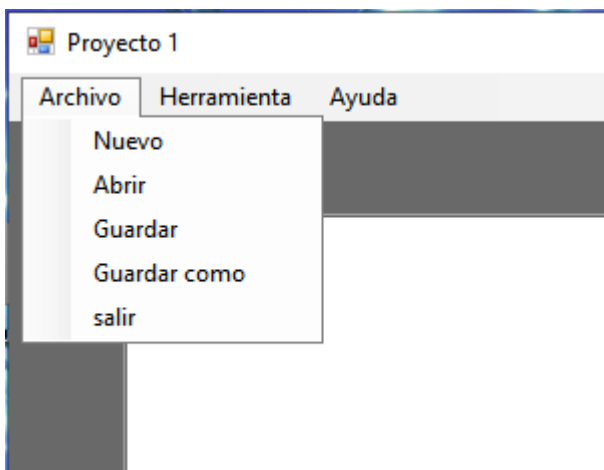 Proyecto 1
Archivo Herramienta Ayuda
Nuevo
Abrir
Guardar
Guardar como
salir